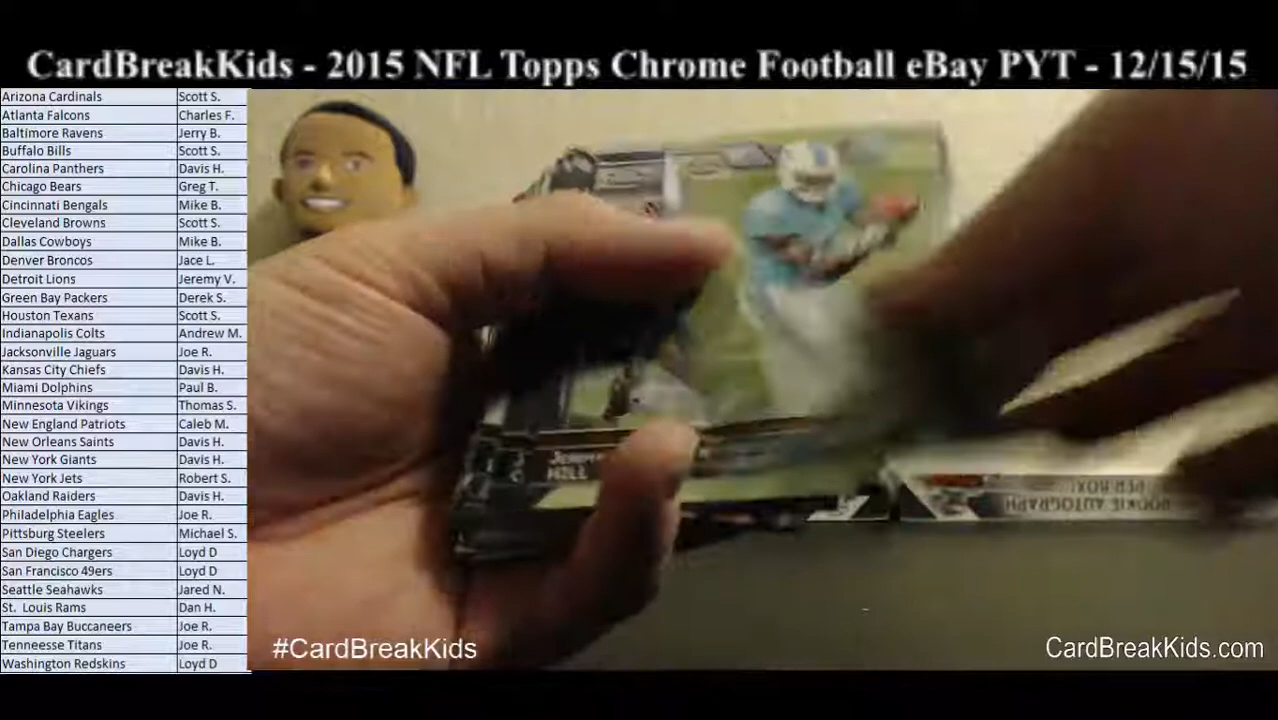 CardBreakKids - 2015 NFL Topps Chrome Football eBay PYT - 12/15/15
Arizona Cardinals Scott S.
Atlanta Falcons Charles F.
Baltimore Ravens Jerry B.
Buffalo Bills Scott S.
Carolina Panthers Davis H.
Chicago Bears Greg T.
Cincinnati Bengals Mike B.
Cleveland Browns Scott S.
Dallas Cowboys Mike B.
Denver Broncos Jace L.
Detroit Lions Jeremy V.
Green Bay Packers Derek S.
Houston Texans Scott S.
Indianapolis Colts Andrew M.
Jacksonville Jaguars Joe R.
Kansas City Chiefs Davis H.
Miami Dolphins Paul B.
Minnesota Vikings Thomas S.
New England Patriots Caleb M.
New Orleans Saints Davis H.
New York Giants Davis H.
New York Jets Robert S.
Oakland Raiders Davis H.
Philadelphia Eagles Joe R.
Pittsburg Steelers Michael S.
San Diego Chargers Loyd D
San Francisco 49ers Loyd D
Seattle Seahawks Jared N.
St. Louis Rams Dan H.
Tampa Bay Buccaneers Joe R.
Tenneesse Titans Joe R.
Washington Redskins Loyd D
HILL
ROOKIE AUTOGRAPH
PER BOX!
#CardBreakKids
CardBreakKids.com